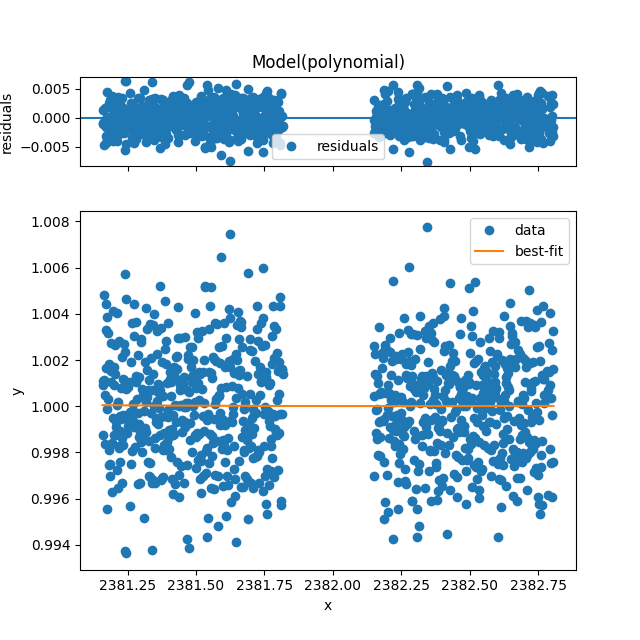 Model(polynomial)
residuals
0.005
0.000
−0.005
residuals
y
1.008
1.006
1.004
1.002
1.000
0.998
0.996
0.994
data
best-fit
2381.25 2381.50 2381.75 2382.00 2382.25 2382.50 2382.75
x